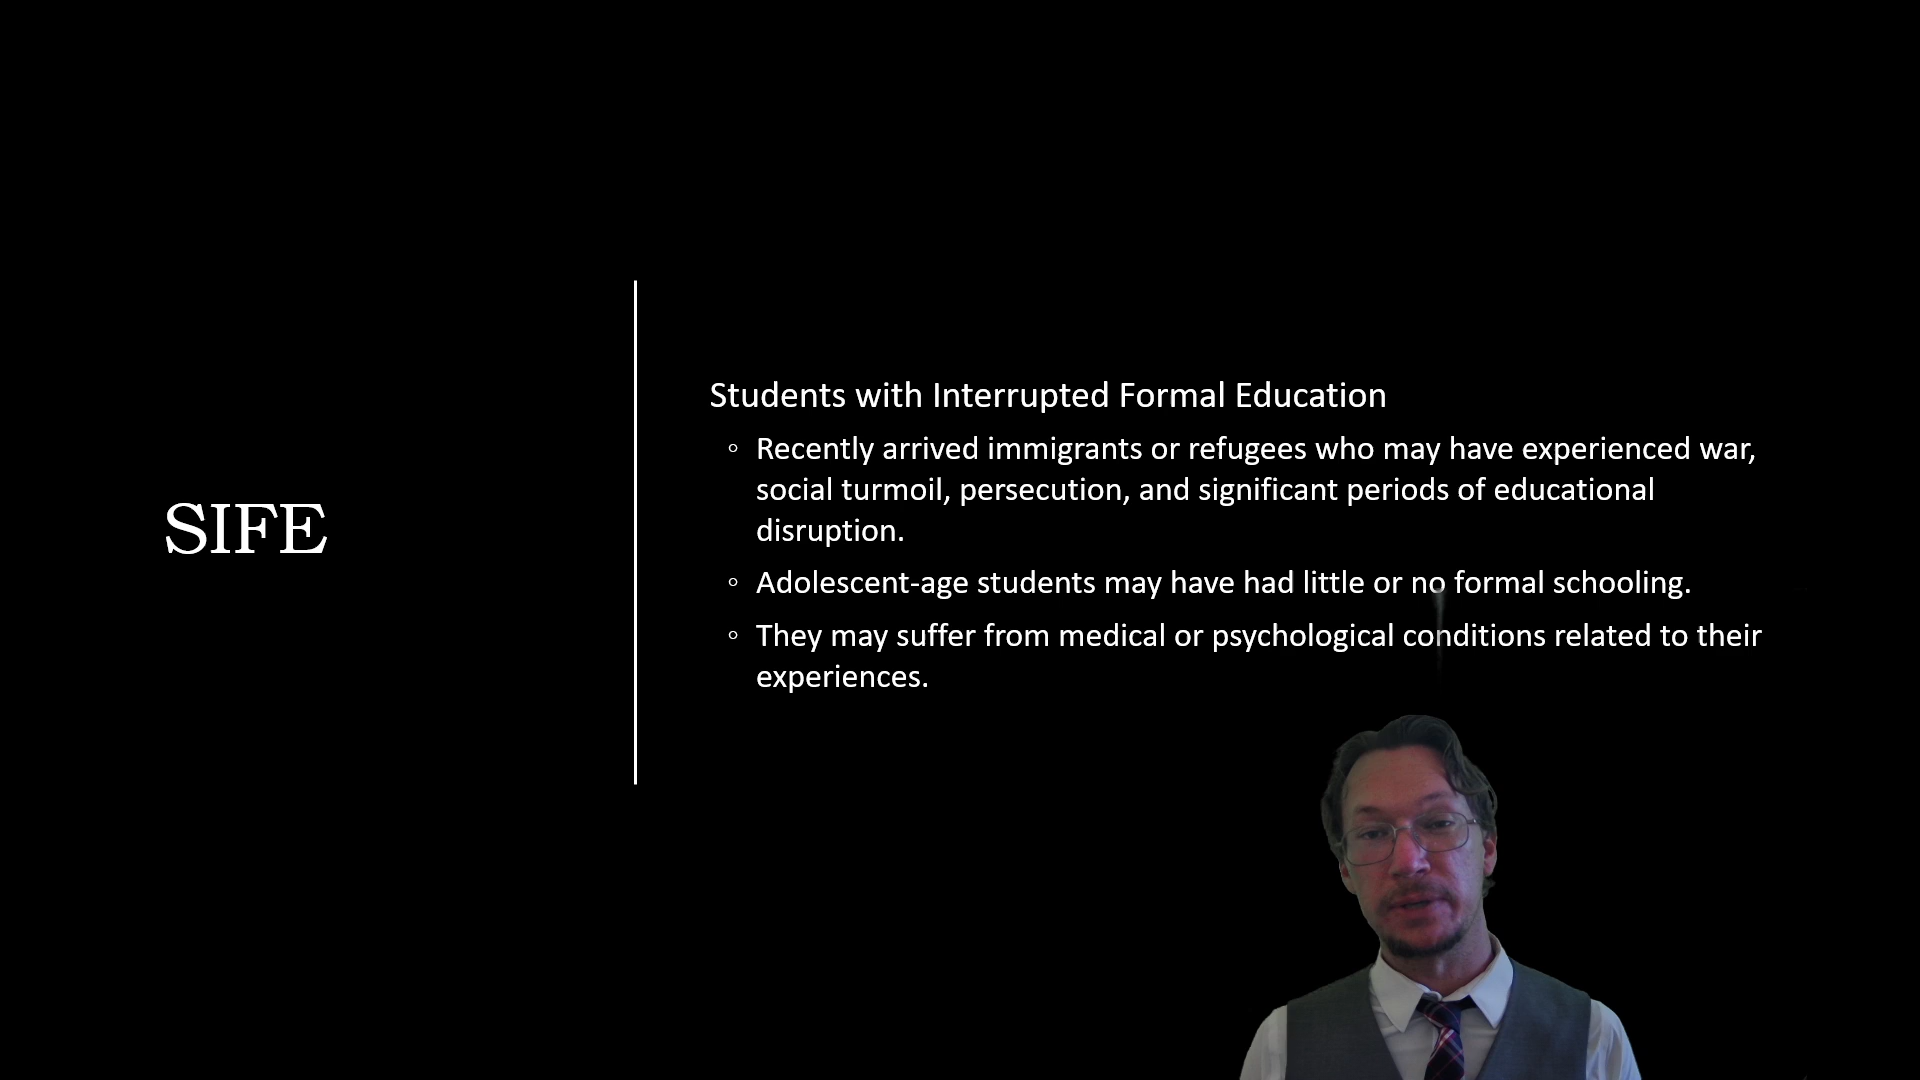 SIFE
Students with Interrupted Formal Education
◦ Recently arrived immigrants or refugees who may have experienced war,
social turmoil, persecution, and significant periods of educational
disruption.
◦ Adolescent-age students may have had little or no formal schooling.
◦ They may suffer from medical or psychological conditions related to their
experiences.